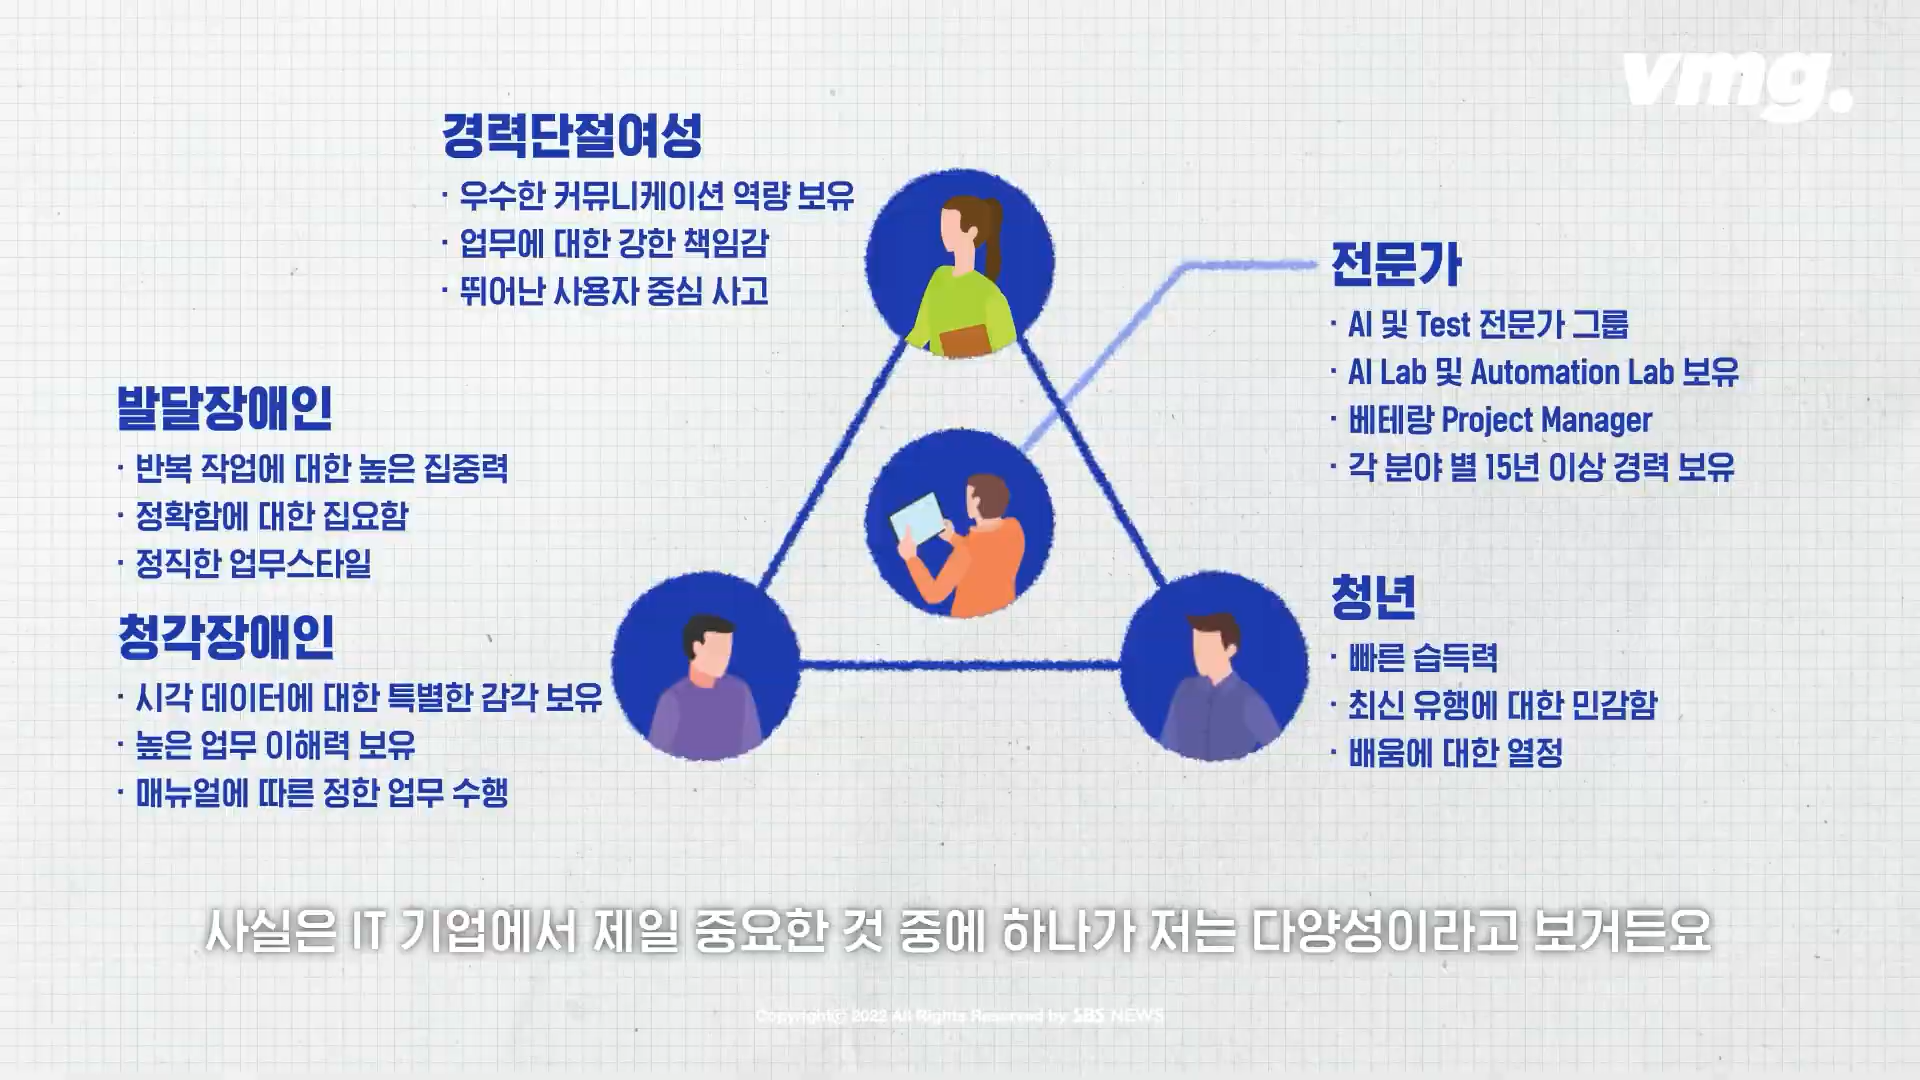 vmg.
경력단절여성
· 우수한 커뮤니케이션 역량 보유
· 업무에 대한 강한 책임감
· 뛰어난 사용자 중심 사고
전문가
· AI 및 Test 전문가 그룹
· AI Lab 및 Automation Lab 보유
· 베테랑 Project Manager
· 각 분야 별 15년 이상 경력 보유
발달장애인
· 반복 작업에 대한 높은 집중력
· 정확함에 대한 집요함
· 정직한 업무스타일
청각장애인
· 시각 데이터에 대한 특별한 감각 보유
· 높은 업무 이해력 보유
· 매뉴얼에 따른 정한 업무 수행
청년
· 빠른 습득력
· 최신 유행에 대한 민감함
· 배움에 대한 열정
사실은 IT 기업에서 제일 중요한 것 중에 하나가 저는 다양성이라고 보거든요
Copyrightⓒ 2022 All Rights Reserved by SBS NEWS